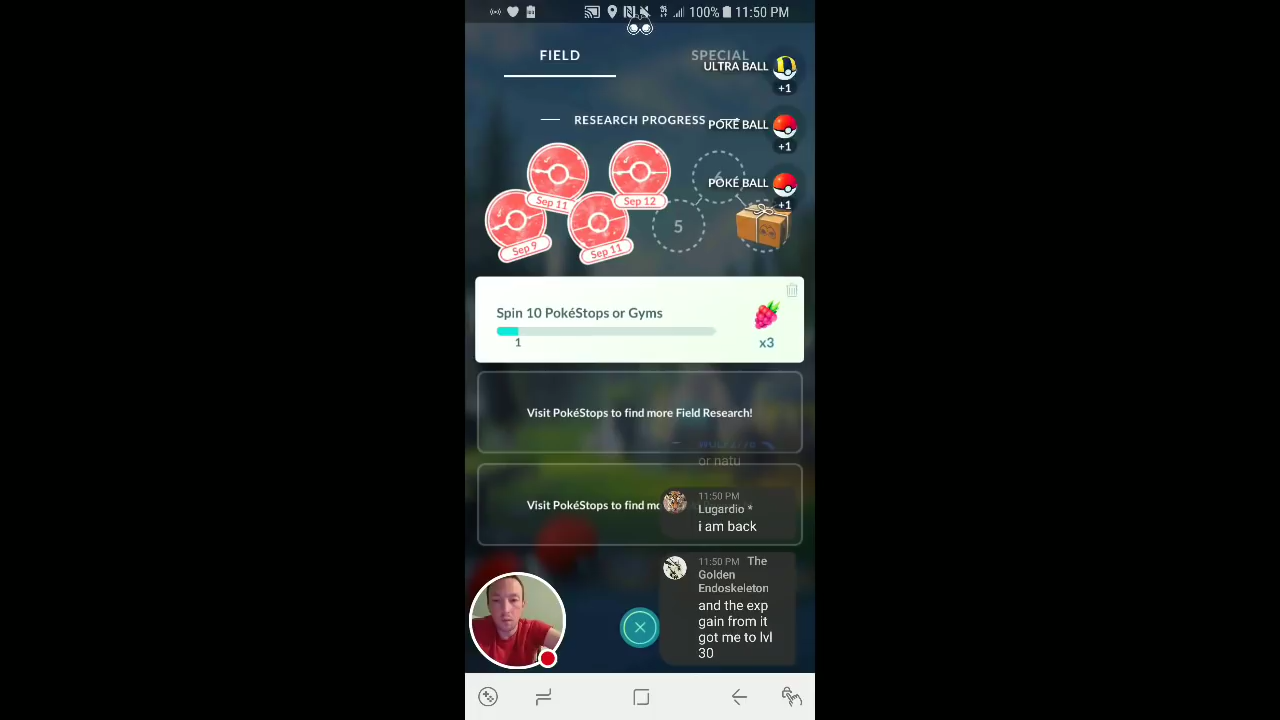 100% 11:50 PM
FIELD
SPECIAL
ULTRA BALL
+1
RESEARCH PROGRESS
POKÉ BALL
+1
POKÉ BALL
+1
Sep 9
Sep 11
Sep 11
Sep 12
5
6
Spin 10 PokéStops or Gyms
1
x3
Visit PokéStops to find more Field Research!
or natu
Visit PokéStops to find mo
11:50 PM
Lugardio *
i am back
11:50 PM The
Golden
Endoskeleton
and the exp
gain from it
got me to lvl
30